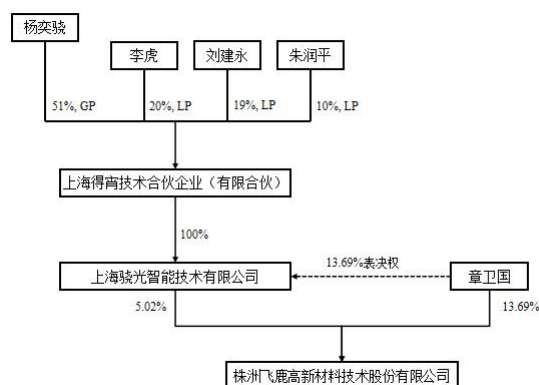 杨奕骁
李虎
刘建永
朱润平
51%, GP
20%, LP
19%, LP
10%, LP
上海得宵技术合伙企业（有限合伙）
100%
13.69%表决权
上海骁光智能技术有限公司
章卫国
5.02%
13.69%
株洲飞鹿高新材料技术股份有限公司